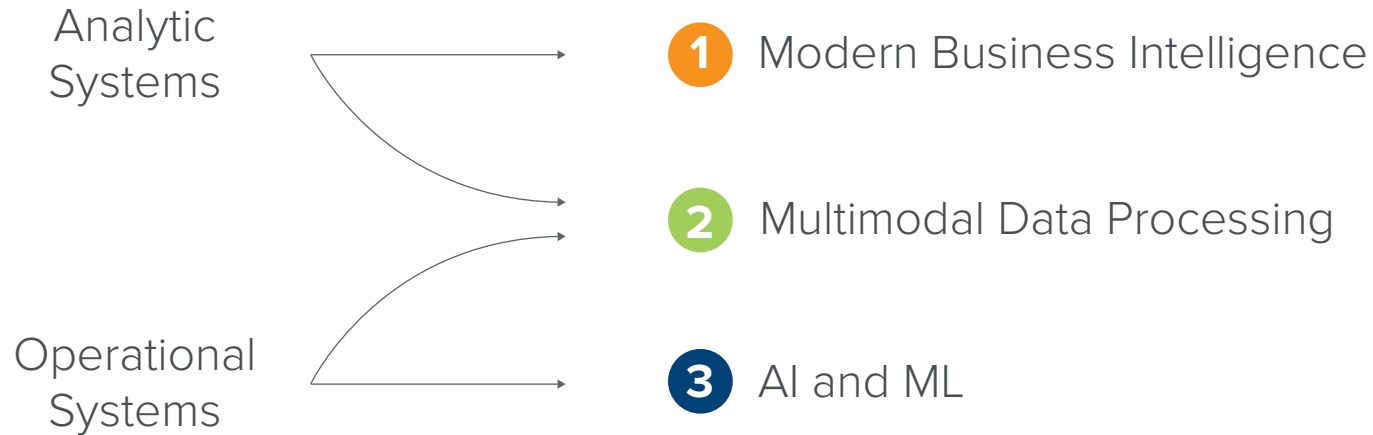 Analytic
Systems
1 Modern Business Intelligence
2 Multimodal Data Processing
Operational
Systems
3 AI and ML